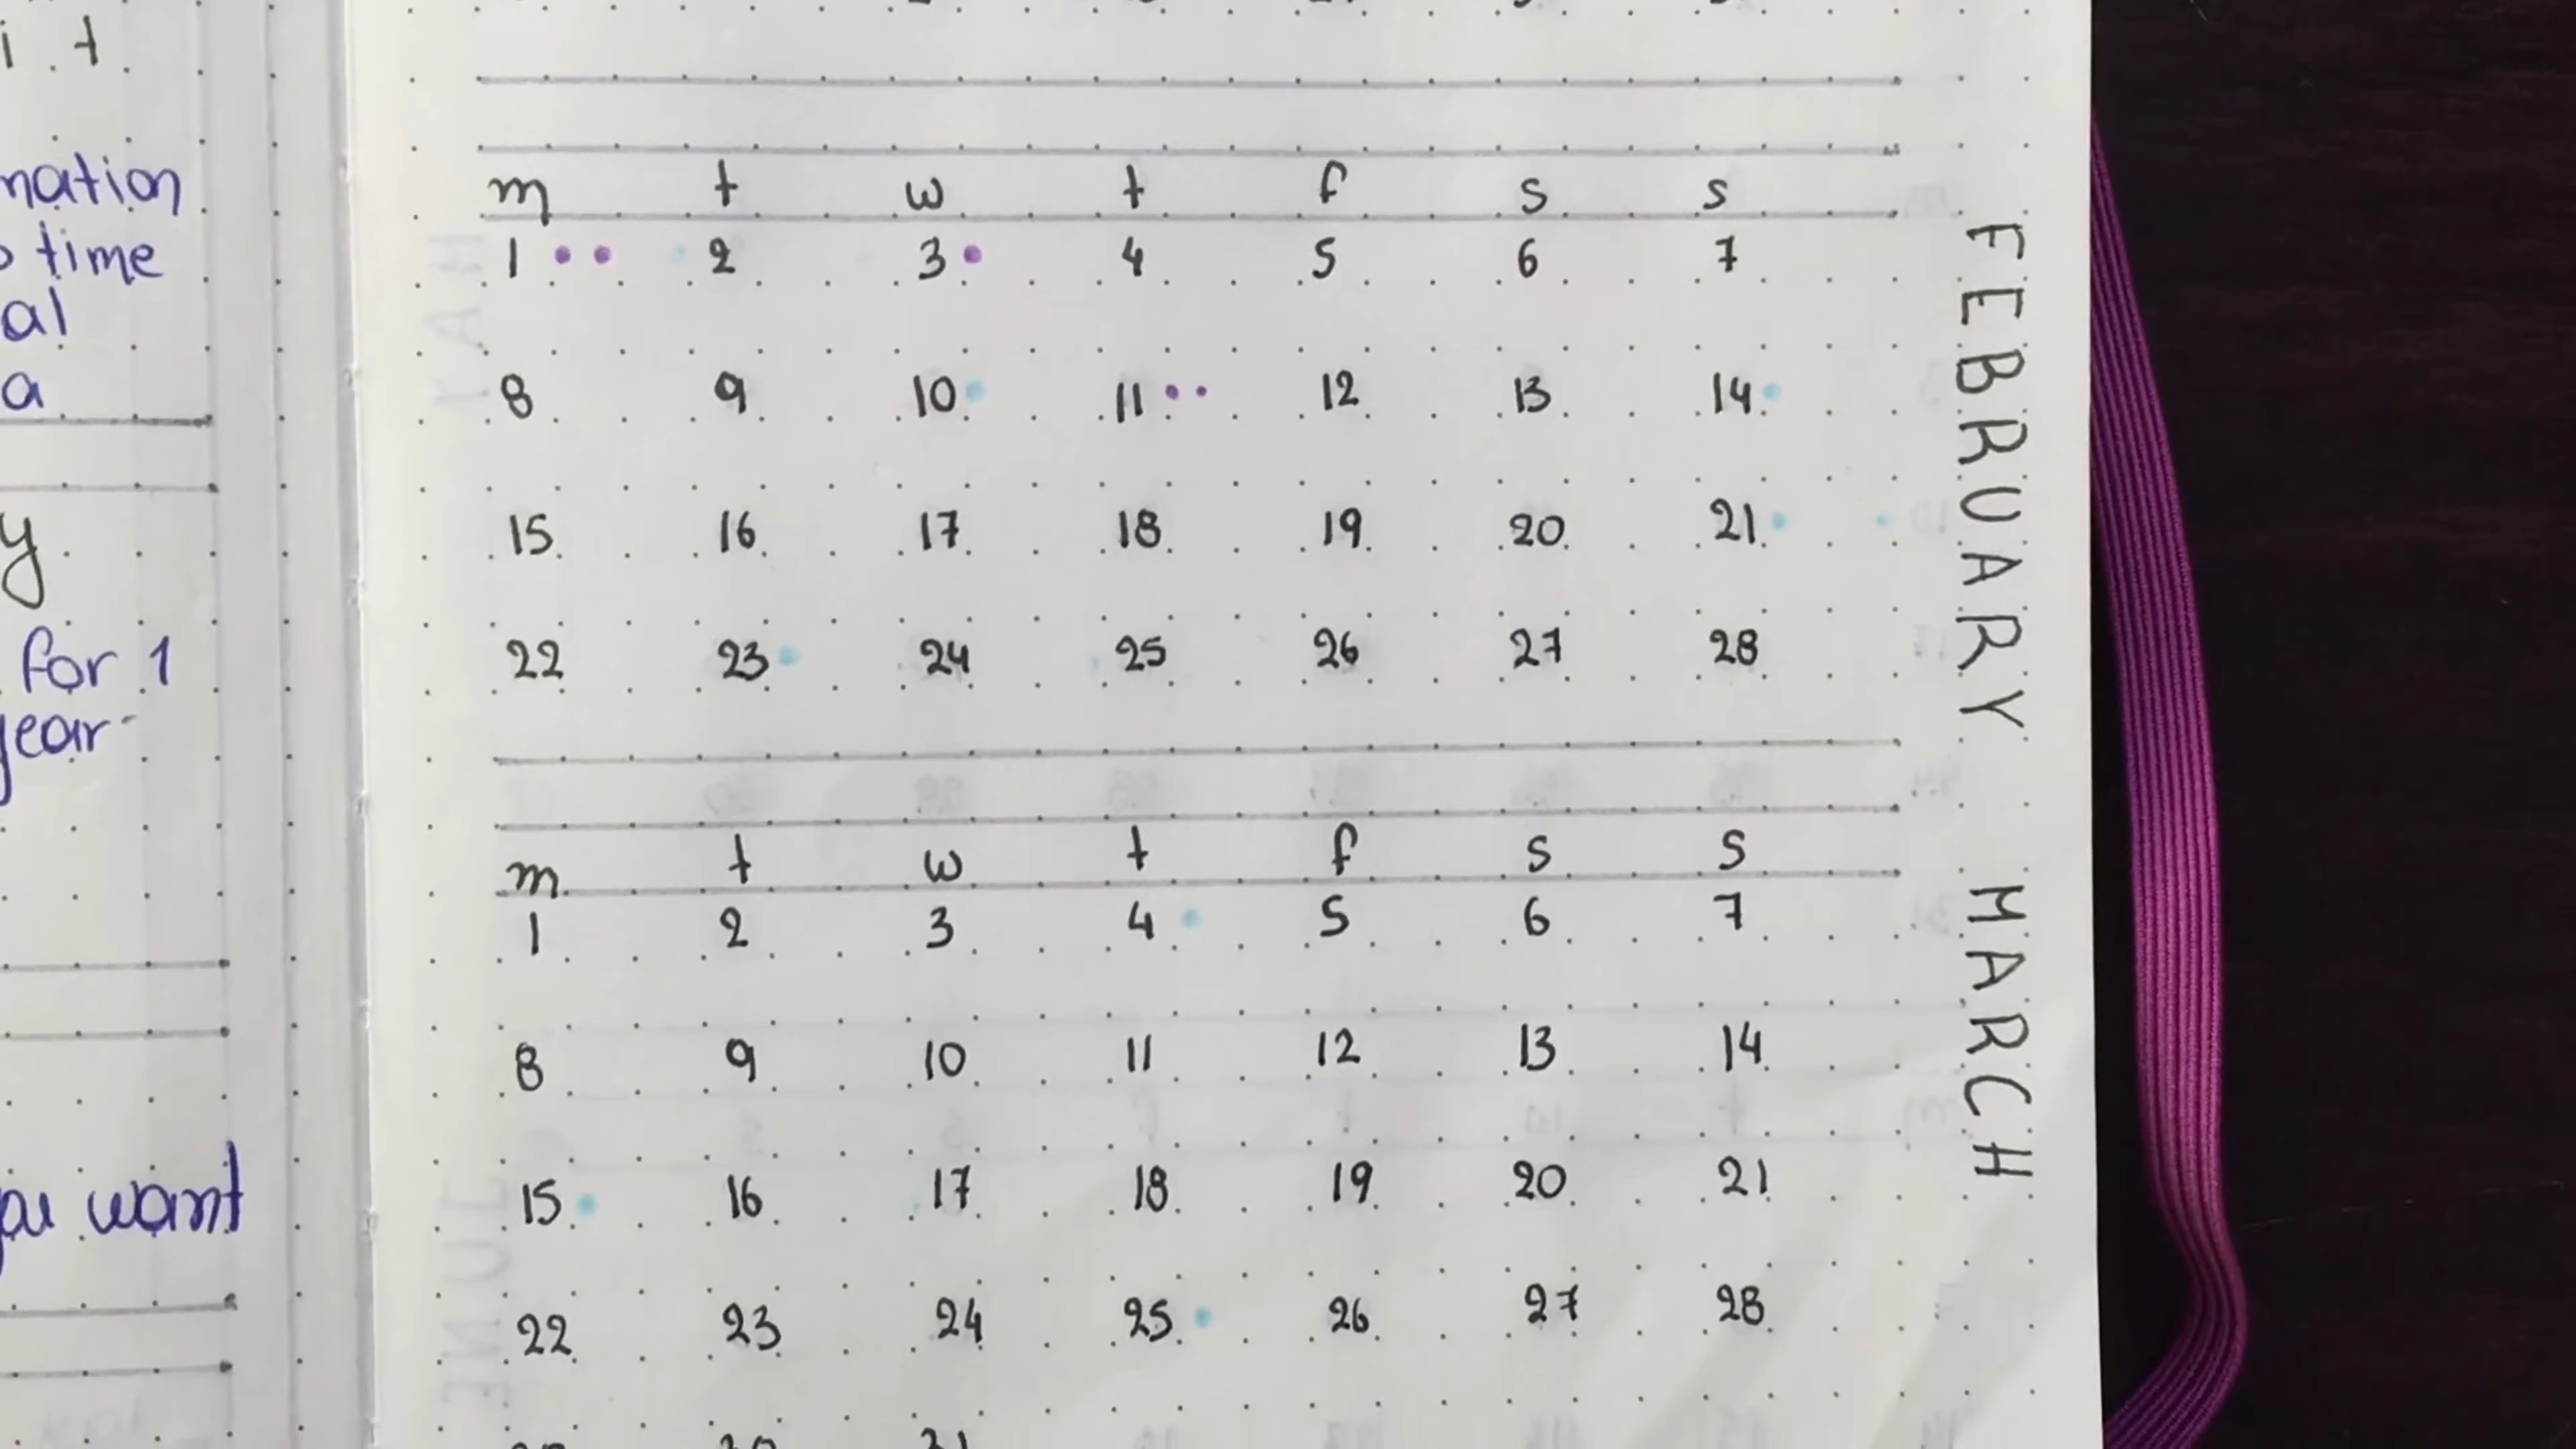 i t
nation
time
al
a
y
for 1
year
want
m t w t f s s
1 2 3 4 5 6 7
8 9 10 11 12 13 14
15 16 17 18 19 20 21
22 23 24 25 26 27 28
FEBRUARY
m t w t f s s
1 2 3 4 5 6 7
8 9 10 11 12 13 14
15 16 17 18 19 20 21
22 23 24 25 26 27 28
MARCH